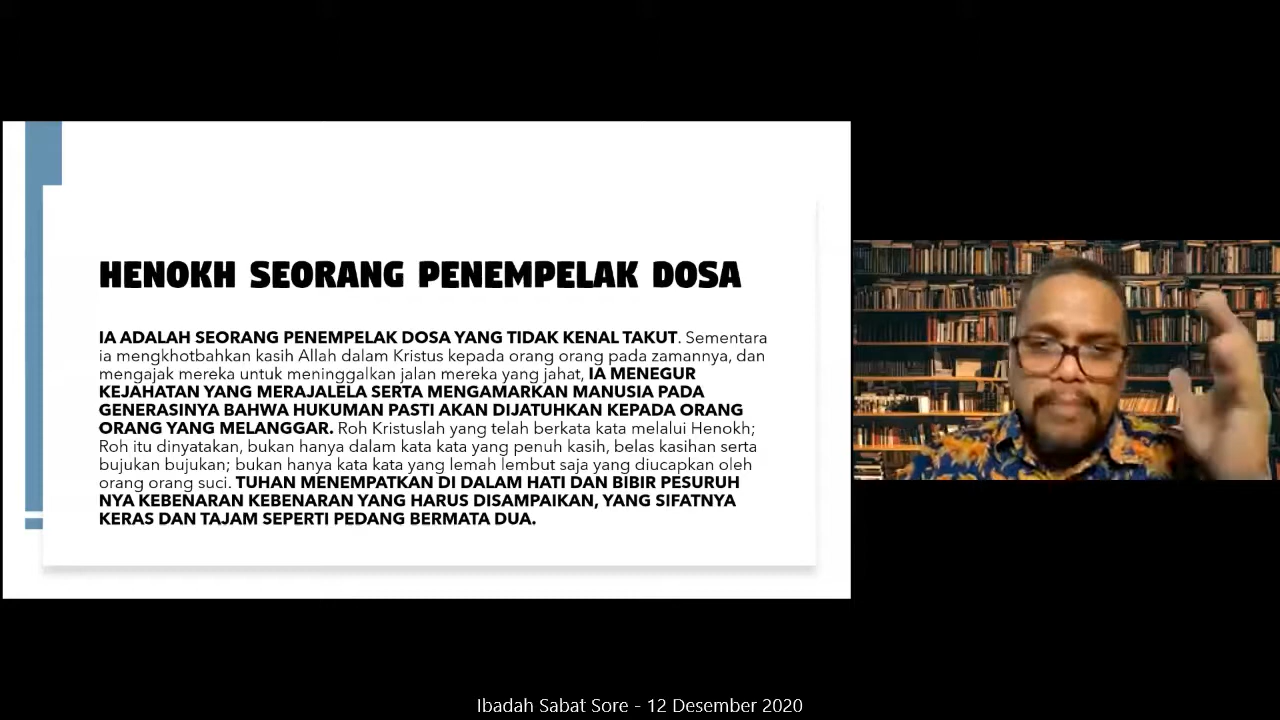 HENOKH SEORANG PENEMPELAK DOSA
IA ADALAH SEORANG PENEMPELAK DOSA YANG TIDAK KENAL TAKUT. Sementara
ia mengkhotbahkan kasih Allah dalam Kristus kepada orang orang pada zamannya, dan
mengajak mereka untuk meninggalkan jalan mereka yang jahat, IA MENEGUR
KEJAHATAN YANG MERAJALELA SERTA MENGAMARKAN MANUSIA PADA
GENERASINYA BAHWA HUKUMAN PASTI AKAN DIJATUHKAN KEPADA ORANG
ORANG YANG MELANGGAR. Roh Kristuslah yang telah berkata kata melalui Henokh;
Roh itu dinyatakan, bukan hanya dalam kata kata yang penuh kasih, belas kasihan serta
bujukan bujukan; bukan hanya kata kata yang lemah lembut saja yang diucapkan oleh
orang orang suci. TUHAN MENEMPATKAN DI DALAM HATI DAN BIBIR PESURUH
NYA KEBENARAN KEBENARAN YANG HARUS DISAMPAIKAN, YANG SIFATNYA
KERAS DAN TAJAM SEPERTI PEDANG BERMATA DUA.
Ibadah Sabat Sore - 12 Desember 2020